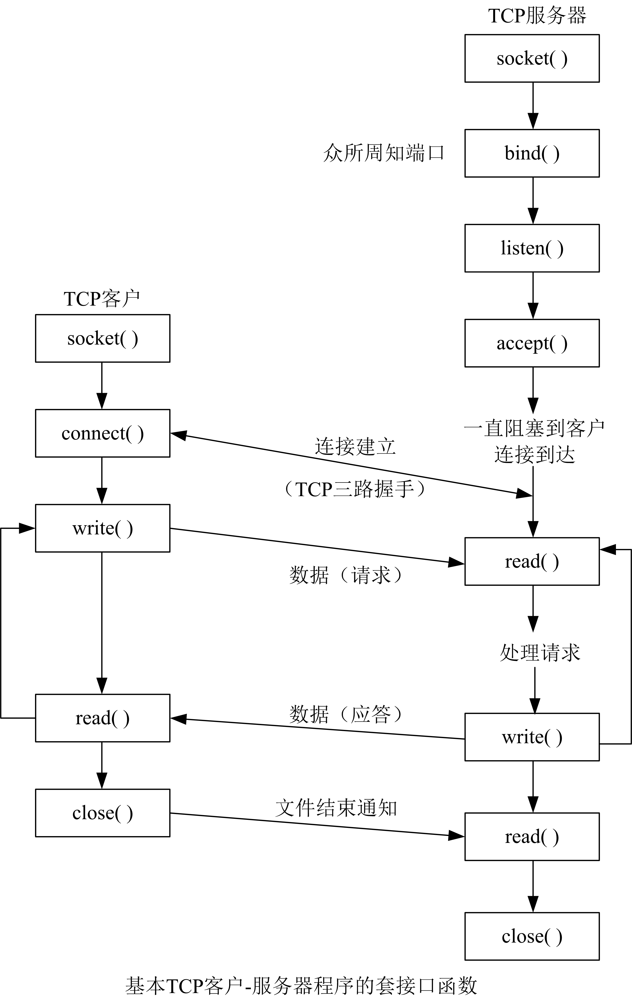 TCP服务器
socket( )
众所周知端口
bind( )
listen( )
TCP客户
socket( )
accept( )
connect( )
一直阻塞到客户
连接到达
连接建立
（TCP三路握手）
write( )
read( )
数据（请求）
处理请求
read( )
数据（应答）
write( )
close( )
文件结束通知
read( )
close( )
基本TCP客户-服务器程序的套接口函数